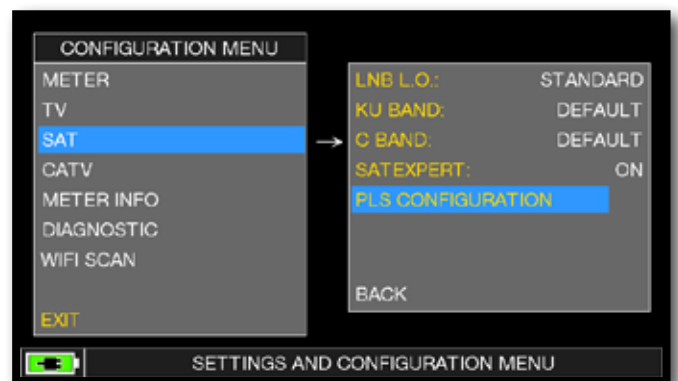 CONFIGURATION MENU
METER
TV
SAT
CATV
METER INFO
DIAGNOSTIC
WIFI SCAN
EXIT
LNB L.O.: STANDARD
KU BAND: DEFAULT
C BAND: DEFAULT
SATEXPERT: ON
PLS CONFIGURATION
BACK
SETTINGS AND CONFIGURATION MENU